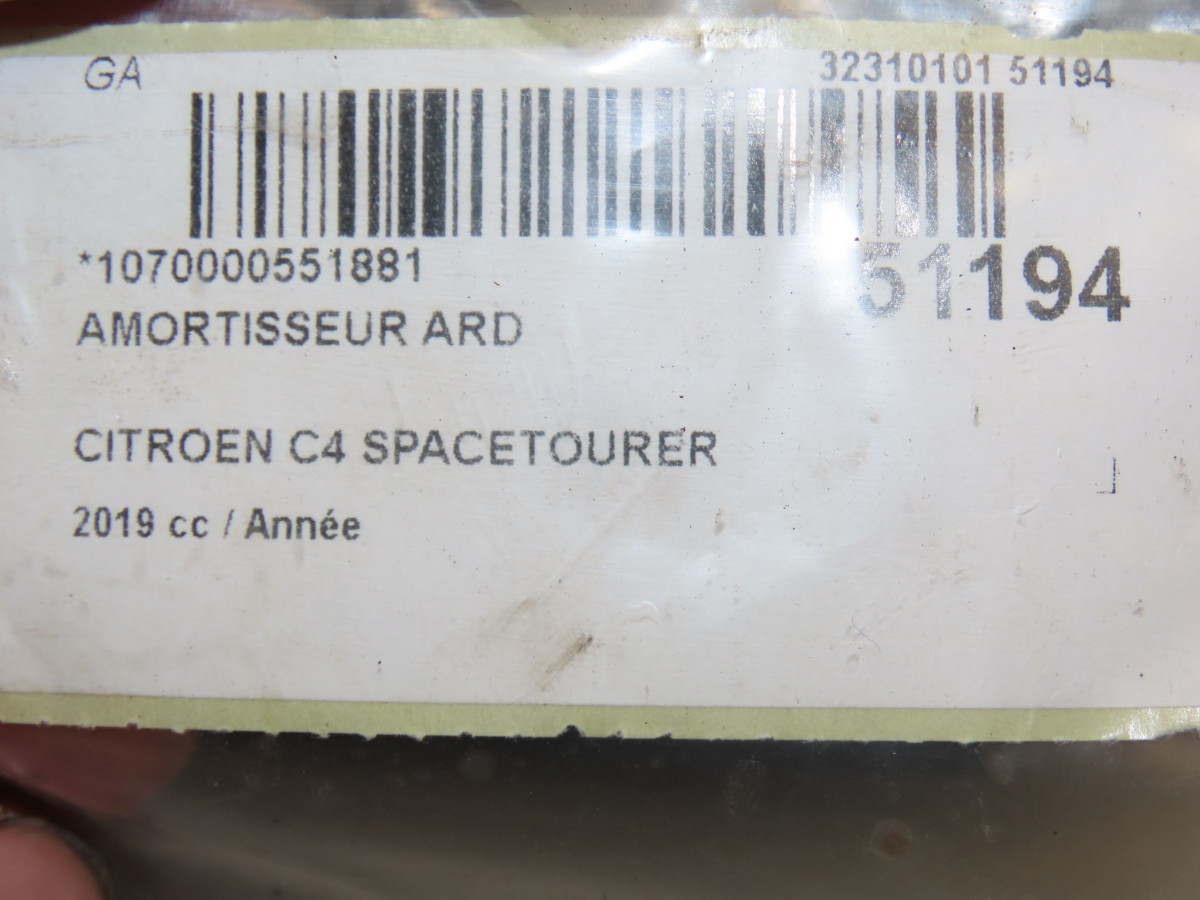 GA
32310101 51194
*1070000551881
51194
AMORTISSEUR ARD
CITROEN C4 SPACETOURER
2019 cc / Année